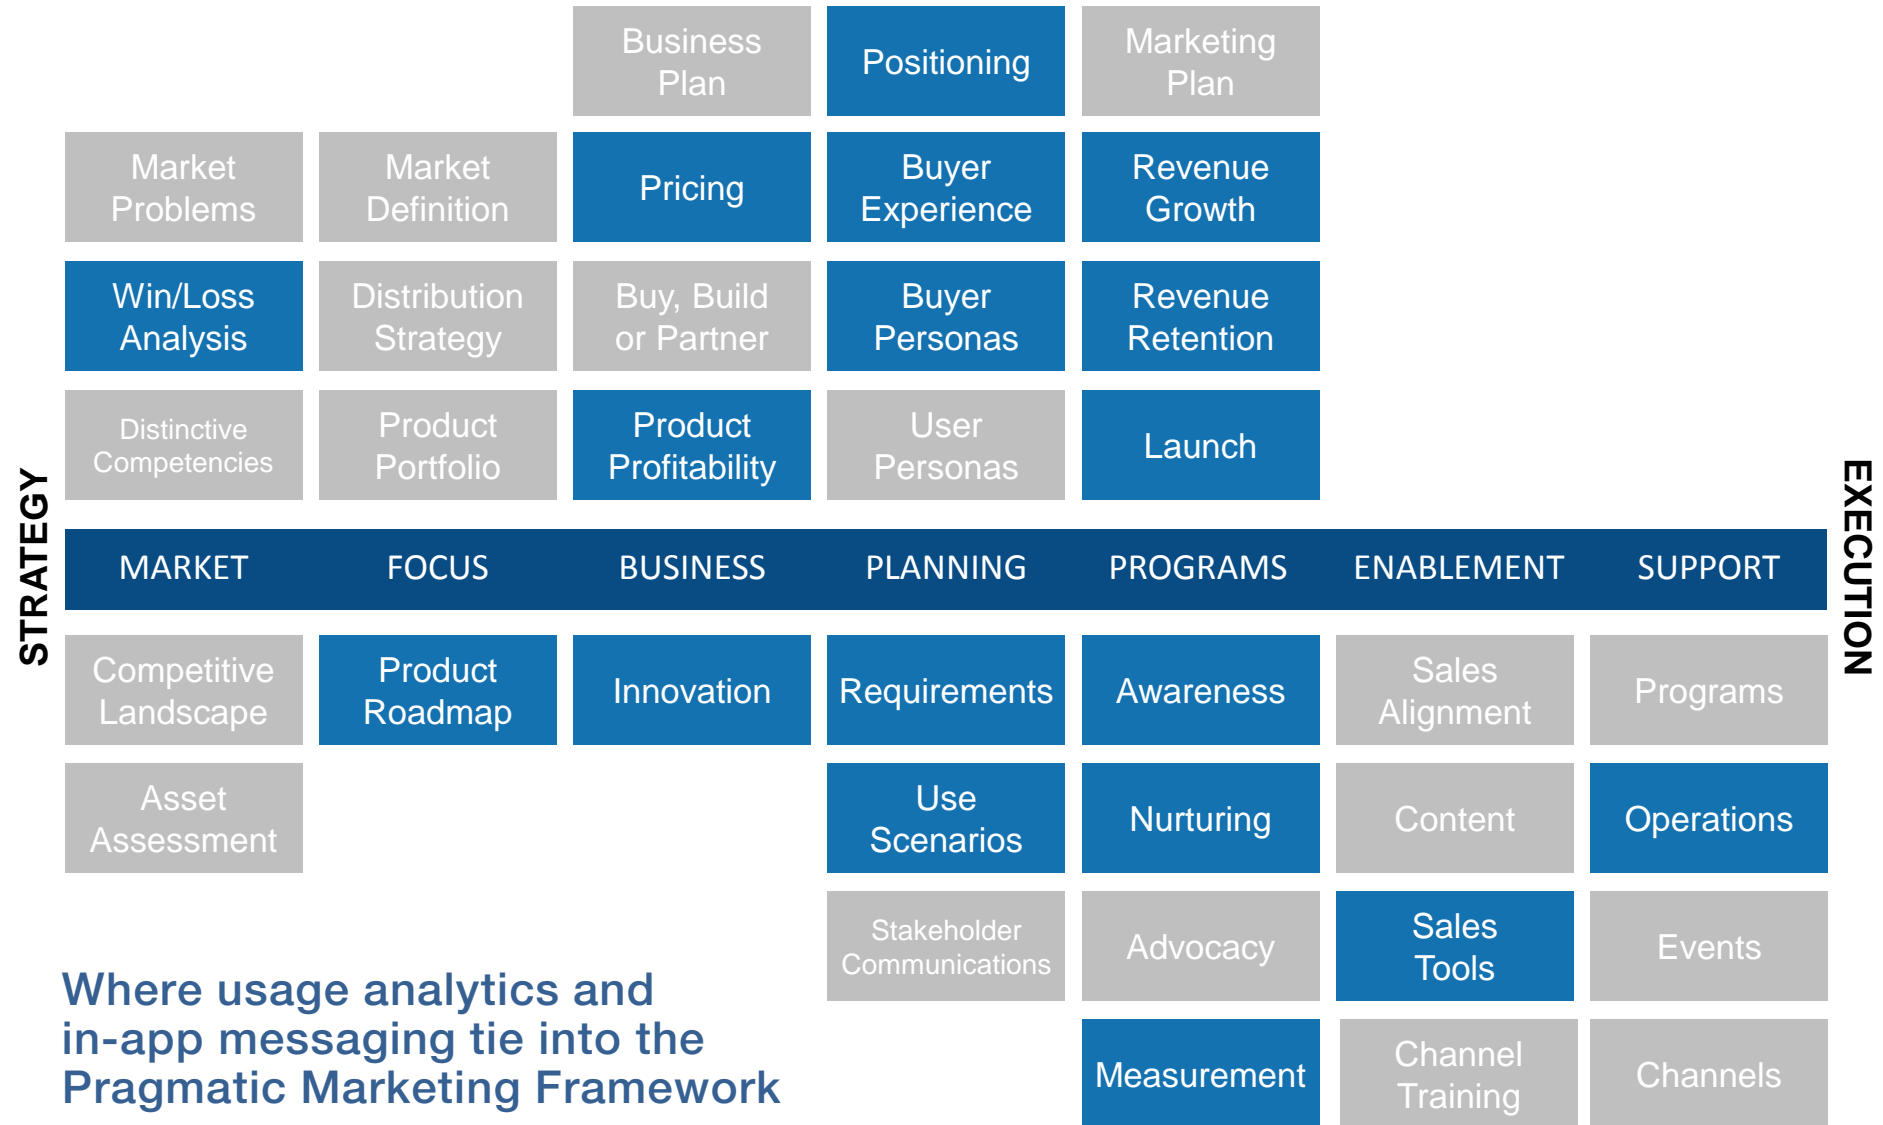 Business
Plan
Positioning
Marketing
Plan
Market
Problems
Market
Definition
Pricing
Buyer
Experience
Revenue
Growth
Win/Loss
Analysis
Distribution
Strategy
Buy, Build
or Partner
Buyer
Personas
Revenue
Retention
Distinctive
Competencies
Product
Portfolio
Product
Profitability
User
Personas
Launch
STRATEGY
MARKET FOCUS BUSINESS PLANNING PROGRAMS ENABLEMENT SUPPORT
EXECUTION
Competitive
Landscape
Product
Roadmap
Innovation
Requirements
Awareness
Sales
Alignment
Programs
Asset
Assessment
Use
Scenarios
Nurturing
Content
Operations
Stakeholder
Communications
Advocacy
Sales
Tools
Events
Measurement
Channel
Training
Channels
Where usage analytics and
in-app messaging tie into the
Pragmatic Marketing Framework